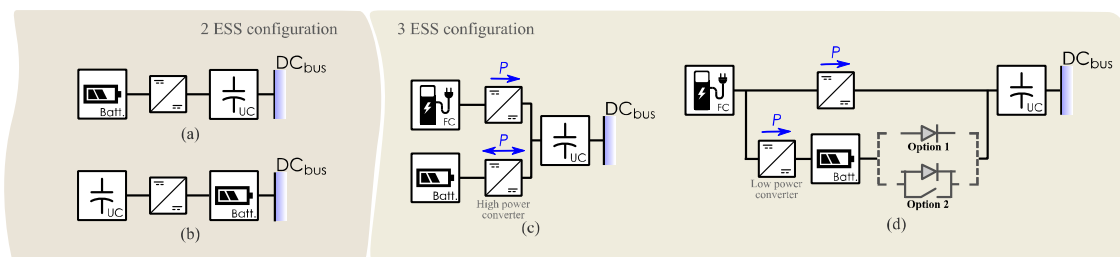 2 ESS configuration
Batt.
UC
DCbus
(a)
UC
Batt.
DCbus
(b)
3 ESS configuration
FC
P
Batt.
P
High power
converter
UC
DCbus
(c)
FC
P
P
Low power
converter
Batt.
Option 1
Option 2
UC
DCbus
(d)